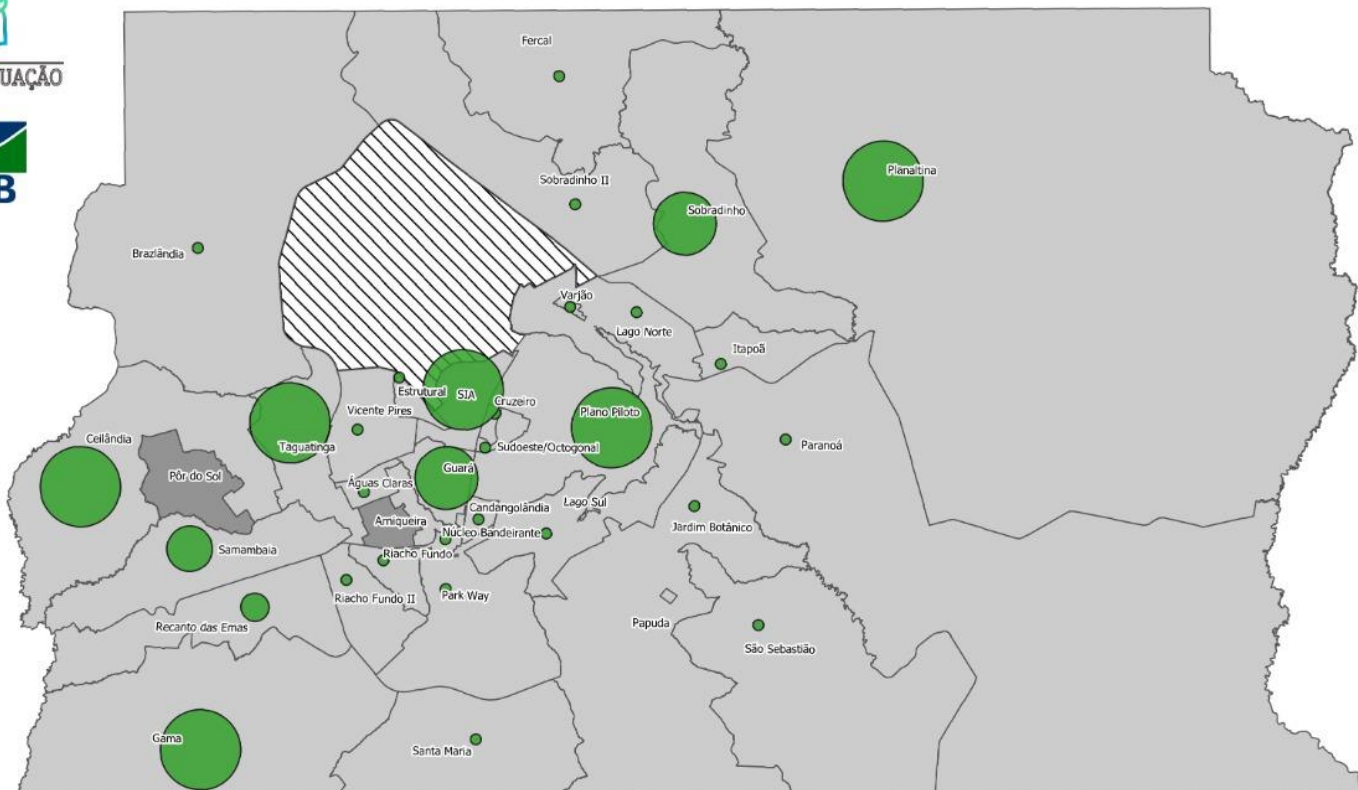 UAÇÃO
B
Fercal
Planaltina
Sobradinho II
Sobradinho
Brazlândia
Varjão
Lago Norte
Itapoã
Estrutural
SIA
Cruzeiro
Vicente Pires
Plano Piloto
Ceilândia
Taguatinga
Sudoeste/Octogonal
Paranoá
Pôr do Sol
Guará
Águas Claras
Lago Sul
Candangolândia
Arniqueira
Jardim Botânico
Núcleo Bandeirante
Samambaia
Riacho Fundo
Riacho Fundo II
Park Way
Recanto das Emas
Papuda
São Sebastião
Gama
Santa Maria